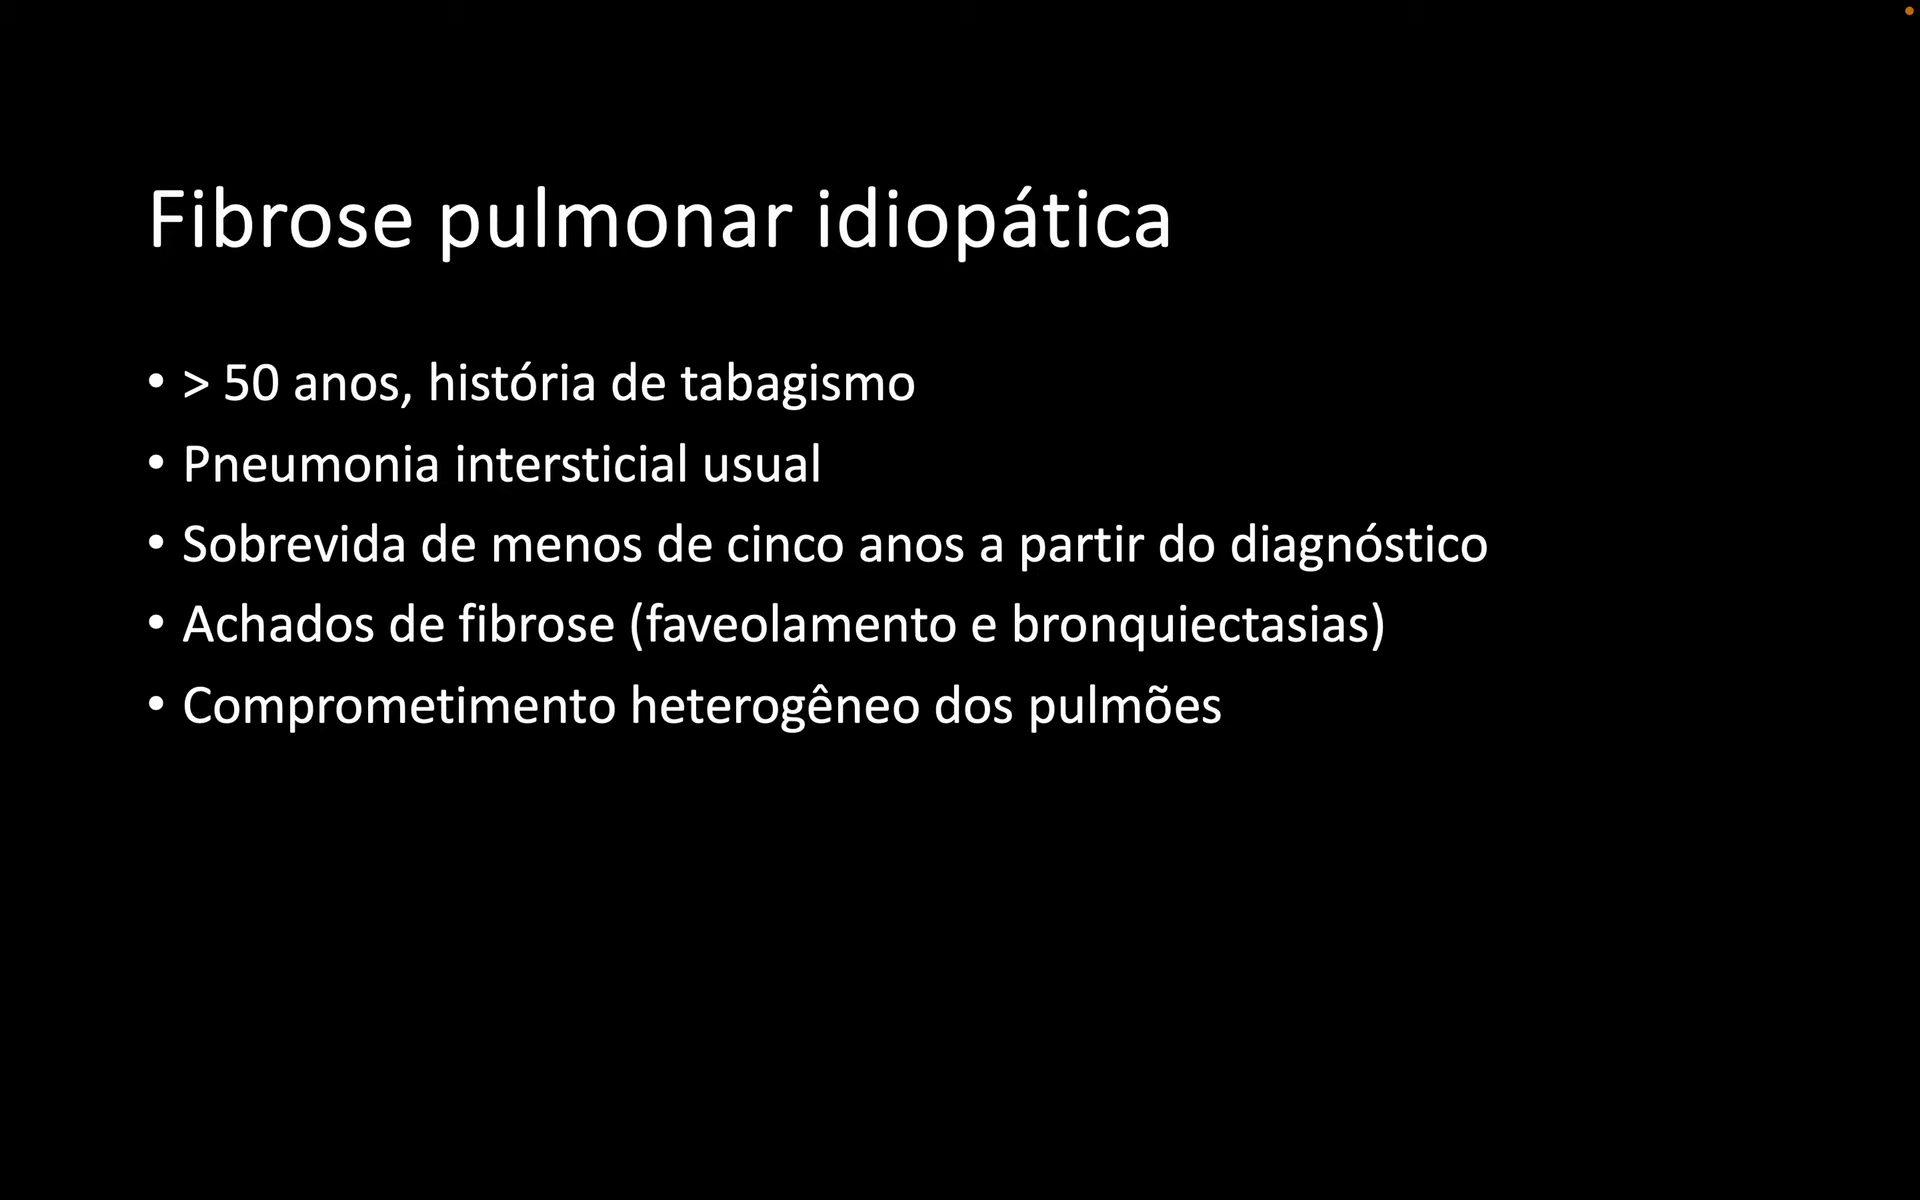 Fibrose pulmonar idiopática
• > 50 anos, história de tabagismo
• Pneumonia intersticial usual
• Sobrevida de menos de cinco anos a partir do diagnóstico
• Achados de fibrose (faveolamento e bronquiectasias)
• Comprometimento heterogêneo dos pulmões